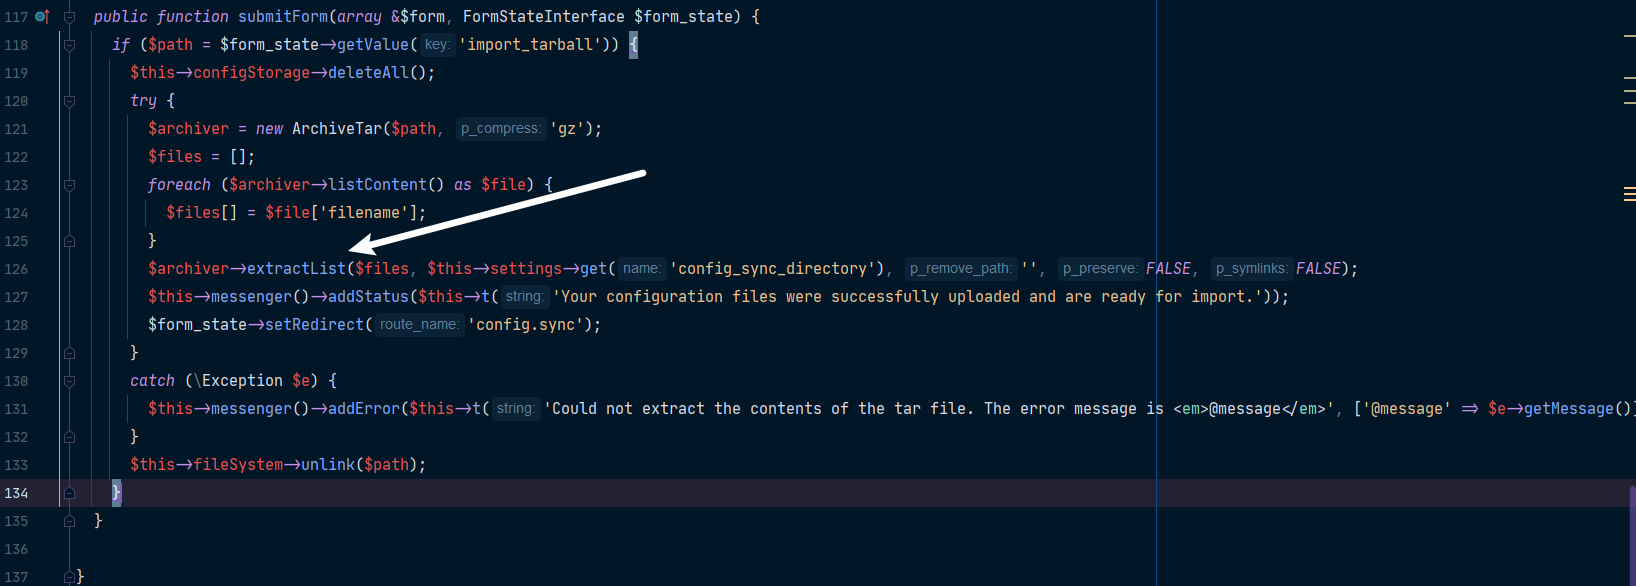 117 public function submitForm(array &$form, FormStateInterface $form_state) {
118 if ($path = $form_state->getValue( key: 'import_tarball')) {
119 $this->configStorage->deleteAll();
120 try {
121 $archiver = new ArchiveTar($path, p_compress: 'gz');
122 $files = [];
123 foreach ($archiver->listContent() as $file) {
124 $files[] = $file['filename'];
125 }
126 $archiver->extractList($files, $this->settings->get( name: 'config_sync_directory'), p_remove_path: '', p_preserve: FALSE, p_symlinks: FALSE);
127 $this->messenger()->addStatus($this->t( string: 'Your configuration files were successfully uploaded and are ready for import.'));
128 $form_state->setRedirect( route_name: 'config.sync');
129 }
130 catch (\Exception $e) {
131 $this->messenger()->addError($this->t( string: 'Could not extract the contents of the tar file. The error message is <em>@message</em>', ['@message' => $e->getMessage()]
132 }
133 $this->fileSystem->unlink($path);
134 }
135 }
136
137 }